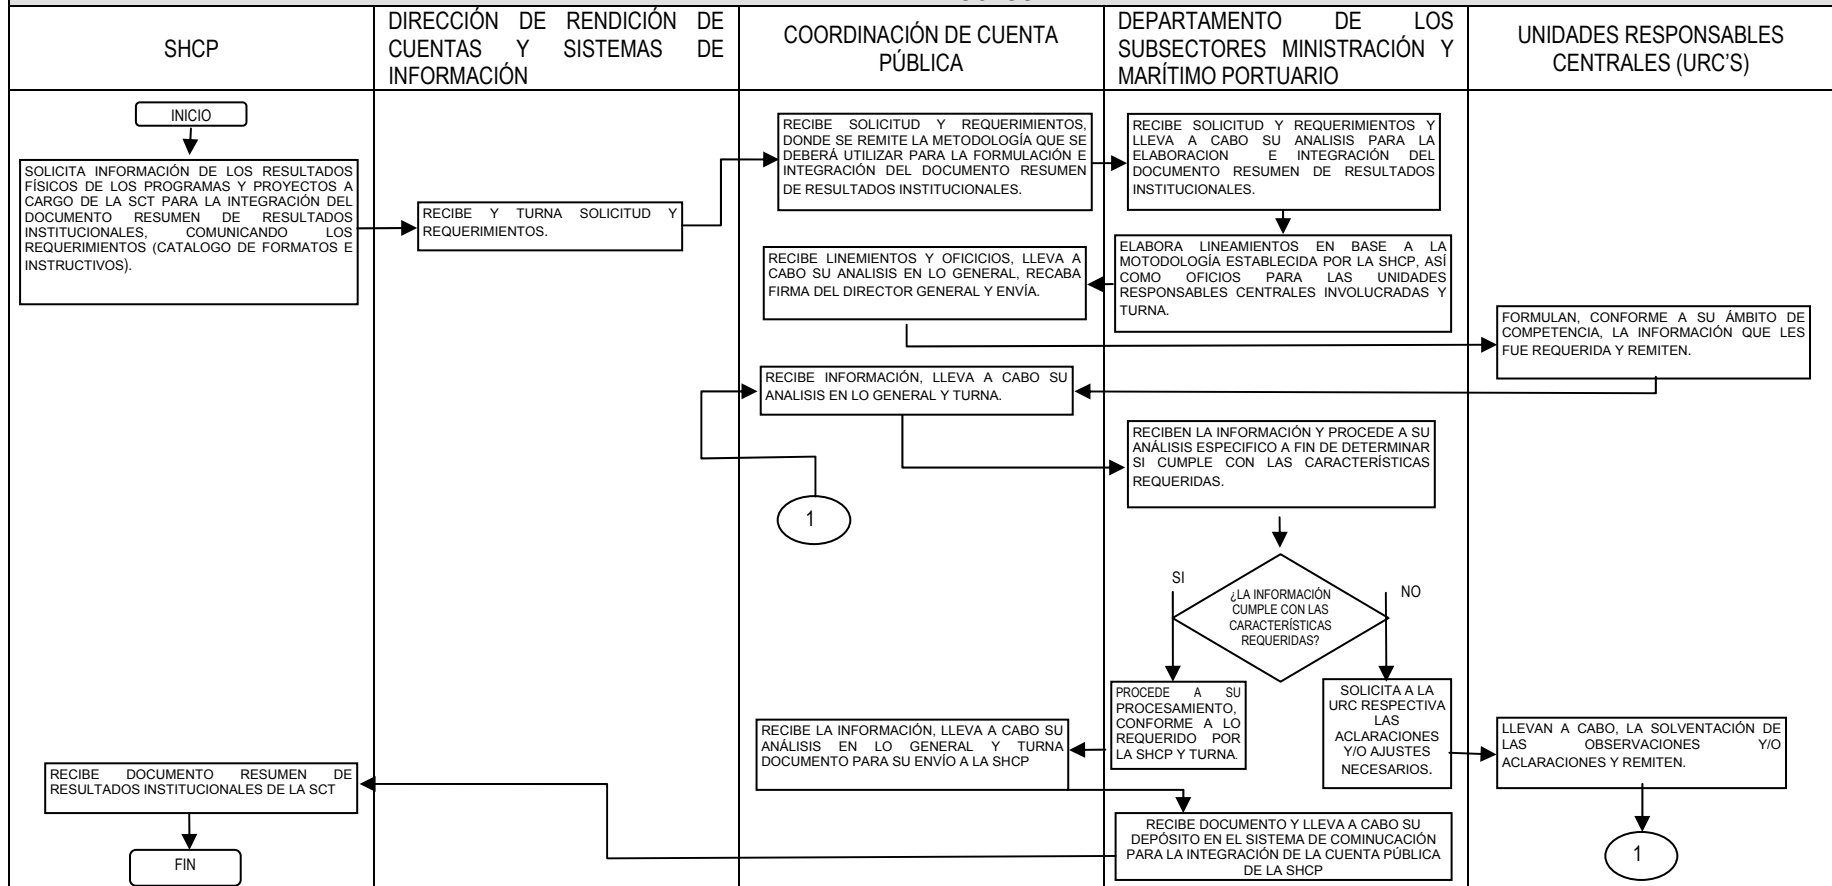 SHCP
DIRECCIÓN DE RENDICIÓN DE
CUENTAS Y SISTEMAS DE
INFORMACIÓN
COORDINACIÓN DE CUENTA
PÚBLICA
DEPARTAMENTO DE LOS
SUBSECTORES MINISTRACIÓN Y
MARÍTIMO PORTUARIO
UNIDADES RESPONSABLES
CENTRALES (URC'S)
INICIO
SOLICITA INFORMACIÓN DE LOS RESULTADOS
FÍSICOS DE LOS PROGRAMAS Y PROYECTOS A
CARGO DE LA SCT PARA LA INTEGRACIÓN DEL
DOCUMENTO RESUMEN DE RESULTADOS
INSTITUCIONALES, COMUNICANDO LOS
REQUERIMIENTOS (CATALOGO DE FORMATOS E
INSTRUCTIVOS).
RECIBE Y TURNA SOLICITUD Y
REQUERIMIENTOS.
RECIBE SOLICITUD Y REQUERIMIENTOS,
DONDE SE REMITE LA METODOLOGÍA QUE SE
DEBERÁ UTILIZAR PARA LA FORMULACIÓN E
INTEGRACIÓN DEL DOCUMENTO RESUMEN
DE RESULTADOS INSTITUCIONALES.
RECIBE SOLICITUD Y REQUERIMIENTOS Y
LLEVA A CABO SU ANALISIS PARA LA
ELABORACION E INTEGRACIÓN DEL
DOCUMENTO RESUMEN DE RESULTADOS
INSTITUCIONALES.
ELABORA LINEAMIENTOS EN BASE A LA
MOTODOLOGÍA ESTABLECIDA POR LA SHCP, ASÍ
COMO OFICIOS PARA LAS UNIDADES
RESPONSABLES CENTRALES INVOLUCRADAS Y
TURNA.
RECIBE LINEMIENTOS Y OFICICIOS, LLEVA A
CABO SU ANALISIS EN LO GENERAL, RECABA
FIRMA DEL DIRECTOR GENERAL Y ENVÍA.
FORMULAN, CONFORME A SU ÁMBITO DE
COMPETENCIA, LA INFORMACIÓN QUE LES
FUE REQUERIDA Y REMITEN.
RECIBE INFORMACIÓN, LLEVA A CABO SU
ANALISIS EN LO GENERAL Y TURNA.
RECIBEN LA INFORMACIÓN Y PROCEDE A SU
ANÁLISIS ESPECIFICO A FIN DE DETERMINAR
SI CUMPLE CON LAS CARACTERÍSTICAS
REQUERIDAS.
1
SI
¿LA INFORMACIÓN
CUMPLE CON LAS
CARACTERÍSTICAS
REQUERIDAS?
NO
PROCEDE A SU
PROCESAMIENTO,
CONFORME A LO
REQUERIDO POR
LA SHCP Y TURNA.
SOLICITA A LA
URC RESPECTIVA
LAS
ACLARACIONES
Y/O AJUSTES
NECESARIOS.
LLEVAN A CABO, LA SOLVENTACIÓN DE
LAS OBSERVACIONES Y/O
ACLARACIONES Y REMITEN.
RECIBE LA INFORMACIÓN, LLEVA A CABO SU
ANÁLISIS EN LO GENERAL Y TURNA
DOCUMENTO PARA SU ENVÍO A LA SHCP
RECIBE DOCUMENTO RESUMEN DE
RESULTADOS INSTITUCIONALES DE LA SCT
RECIBE DOCUMENTO Y LLEVA A CABO SU
DEPÓSITO EN EL SISTEMA DE COMINUCACIÓN
PARA LA INTEGRACIÓN DE LA CUENTA PÚBLICA
DE LA SHCP
1
FIN